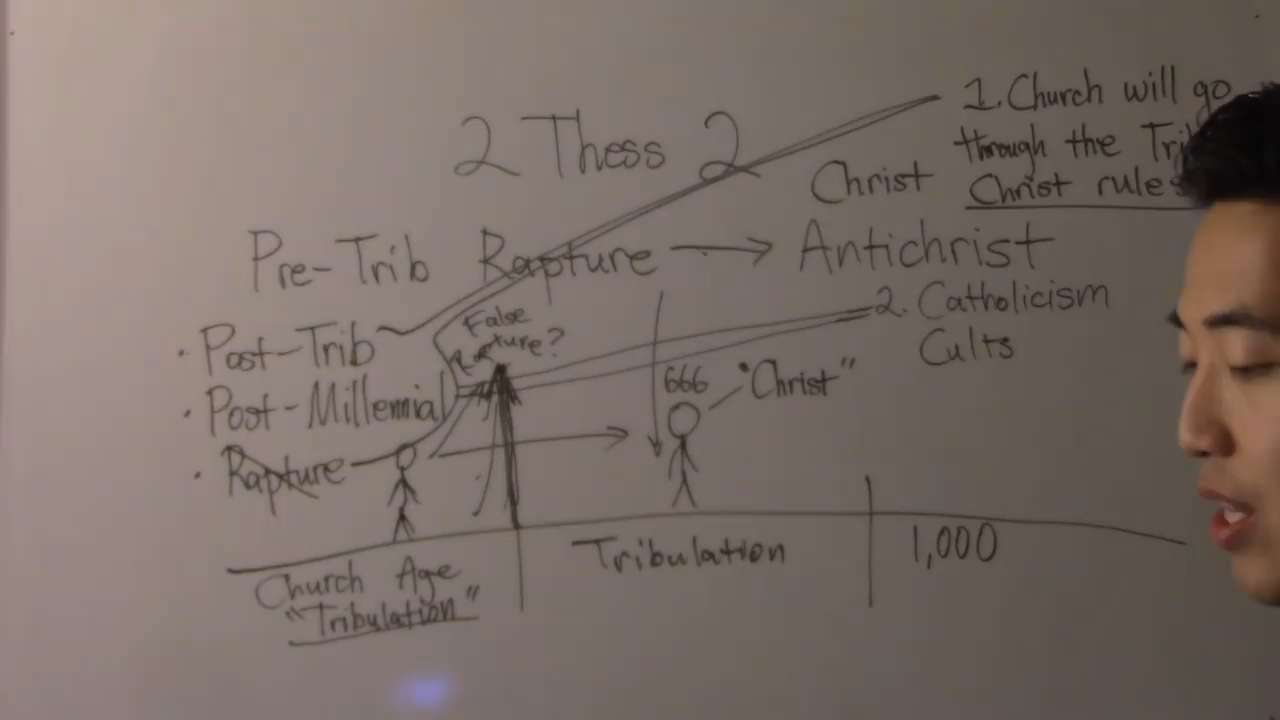 2 Thess 2
1. Church will go
through the
Christ rules
Christ
Pre-Trib Rapture → Antichrist
· Post-Trib
False
Rapture?
2. Catholicism
Cults
· Post-Millennial
666 "Christ"
· Rapture
Church Age
"Tribulation"
Tribulation
1,000